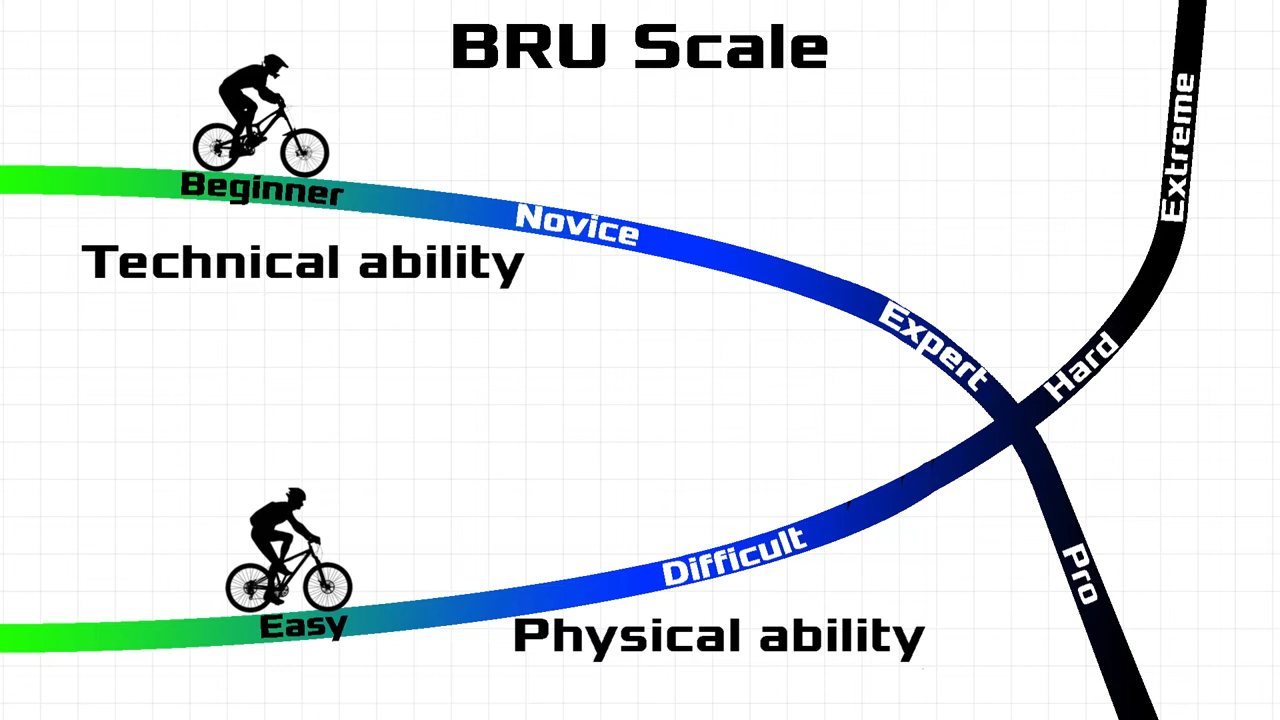 BRU Scale
Beginner
Novice
Expert
Pro
Technical ability
Easy
Difficult
Hard
Extreme
Physical ability